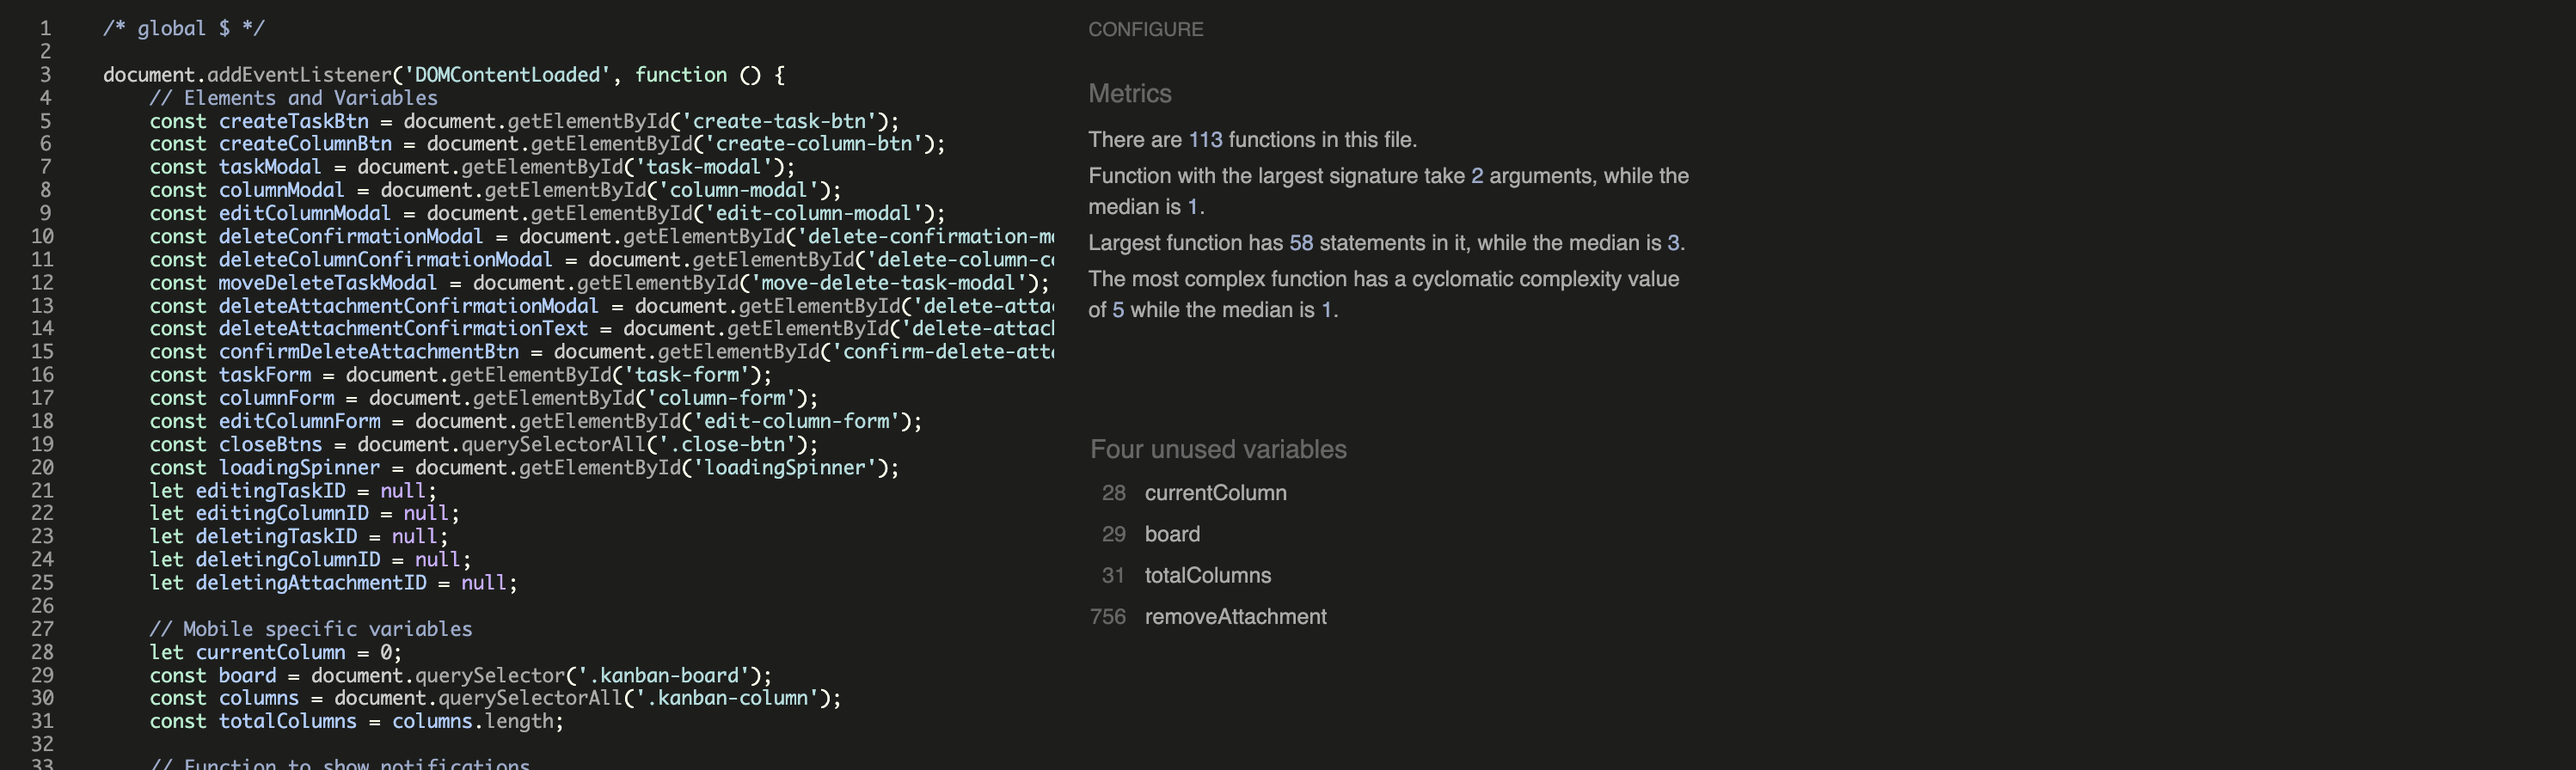 1 /* global $ */
2
3 document.addEventListener('DOMContentLoaded', function () {
4 // Elements and Variables
5 const createTaskBtn = document.getElementById('create-task-btn');
6 const createColumnBtn = document.getElementById('create-column-btn');
7 const taskModal = document.getElementById('task-modal');
8 const columnModal = document.getElementById('column-modal');
9 const editColumnModal = document.getElementById('edit-column-modal');
10 const deleteConfirmationModal = document.getElementById('delete-confirmation-m
11 const deleteColumnConfirmationModal = document.getElementById('delete-column-c
12 const moveDeleteTaskModal = document.getElementById('move-delete-task-modal');
13 const deleteAttachmentConfirmationModal = document.getElementById('delete-atta
14 const deleteAttachmentConfirmationText = document.getElementById('delete-attac
15 const confirmDeleteAttachmentBtn = document.getElementById('confirm-delete-att
16 const taskForm = document.getElementById('task-form');
17 const columnForm = document.getElementById('column-form');
18 const editColumnForm = document.getElementById('edit-column-form');
19 const closeBtns = document.querySelectorAll('.close-btn');
20 const loadingSpinner = document.getElementById('loadingSpinner');
21 let editingTaskID = null;
22 let editingColumnID = null;
23 let deletingTaskID = null;
24 let deletingColumnID = null;
25 let deletingAttachmentID = null;
26
27 // Mobile specific variables
28 let currentColumn = 0;
29 const board = document.querySelector('.kanban-board');
30 const columns = document.querySelectorAll('.kanban-column');
31 const totalColumns = columns.length;
32
33 // Function to show notifications
CONFIGURE
Metrics
There are 113 functions in this file.
Function with the largest signature take 2 arguments, while the
median is 1.
Largest function has 58 statements in it, while the median is 3.
The most complex function has a cyclomatic complexity value
of 5 while the median is 1.
Four unused variables
28 currentColumn
29 board
31 totalColumns
756 removeAttachment